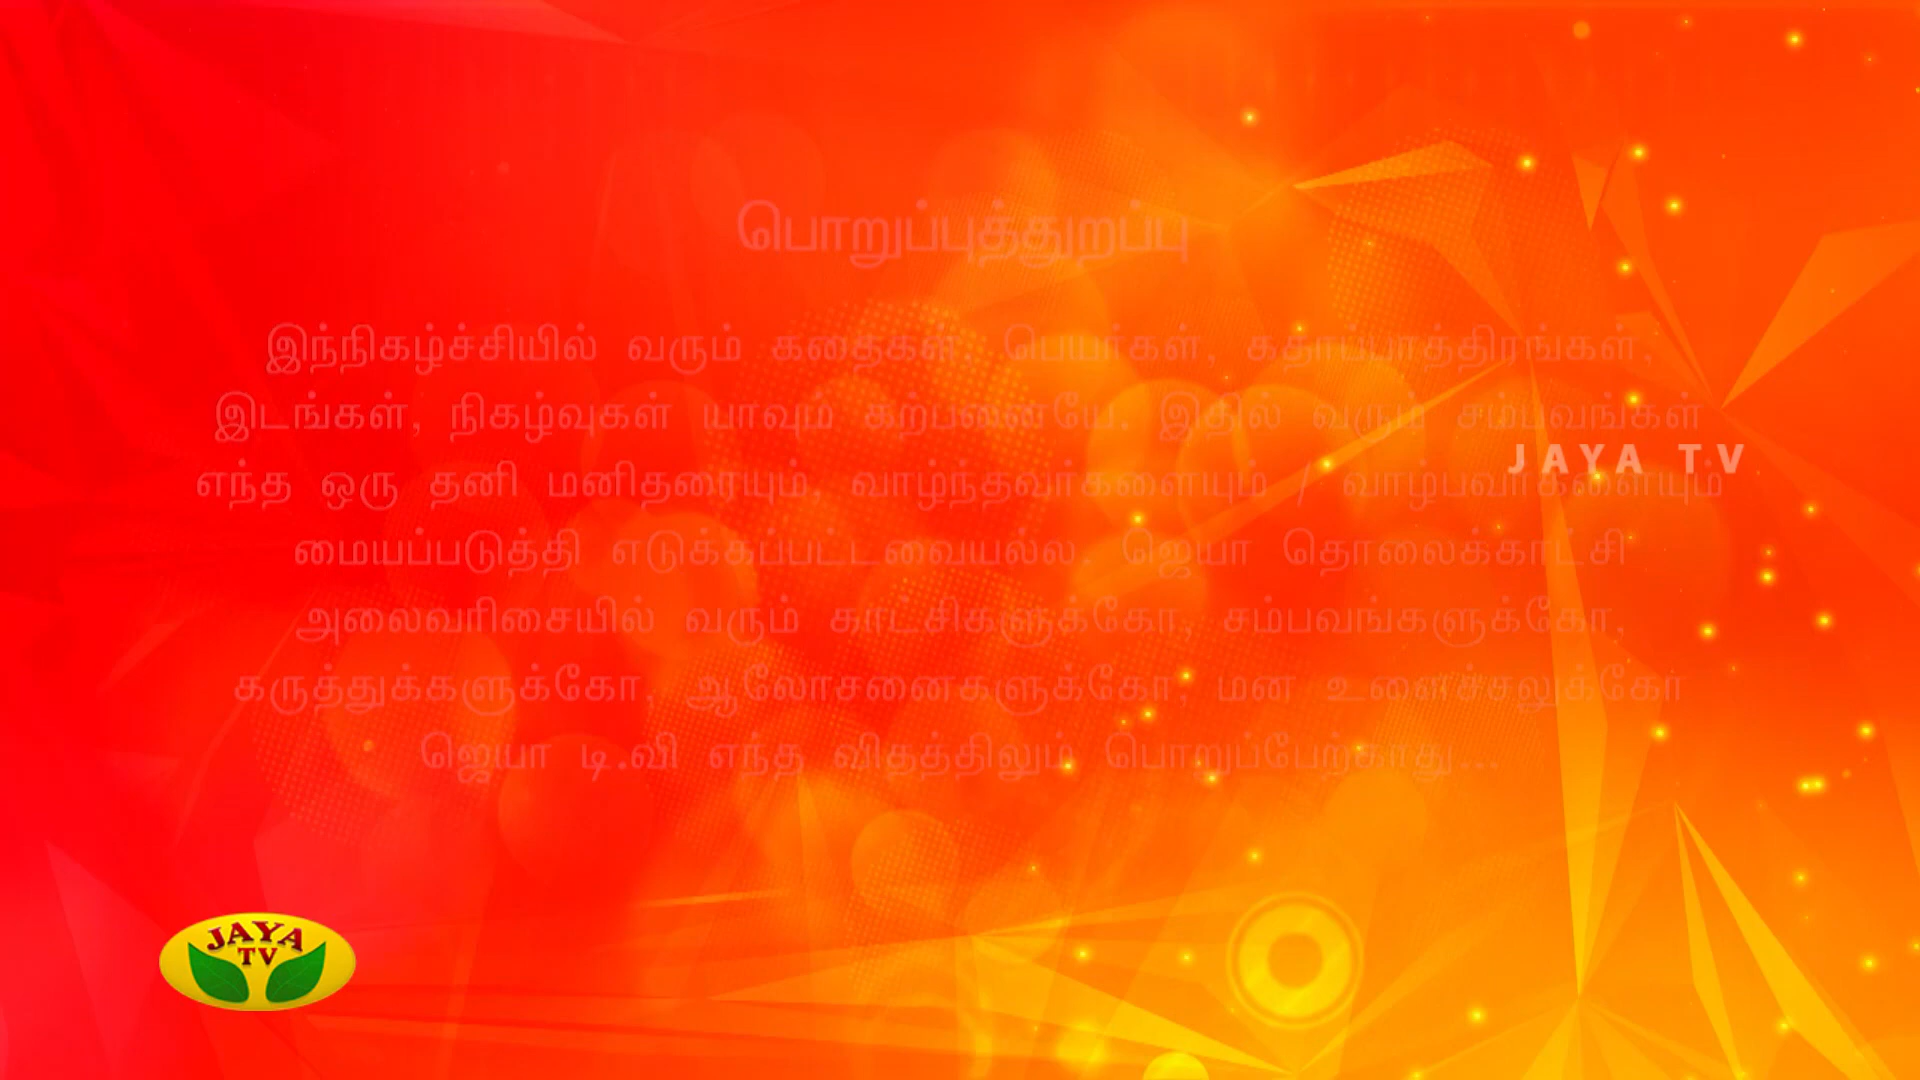 பொறுப்புத்துறப்பு
இந்நிகழ்ச்சியில் வரும் கதைகள், பெயர்கள், கதாப்பாத்திரங்கள்,
இடங்கள், நிகழ்வுகள் யாவும் கற்பனையே. இதில் வரும் சம்பவங்கள்
எந்த ஒரு தனி மனிதரையும், வாழ்ந்தவர்களையும் / வாழ்பவர்களையும்
மையப்படுத்தி எடுக்கப்பட்டவையல்ல. ஜெயா தொலைக்காட்சி
அலைவரிசையில் வரும் காட்சிகளுக்கோ, சம்பவங்களுக்கோ,
கருத்துக்களுக்கோ, ஆலோசனைகளுக்கோ, மன உளைச்சலுக்கோ
ஜெயா டி.வி எந்த விதத்திலும் பொறுப்பேற்காது...
JAYA TV
JAYA
TV